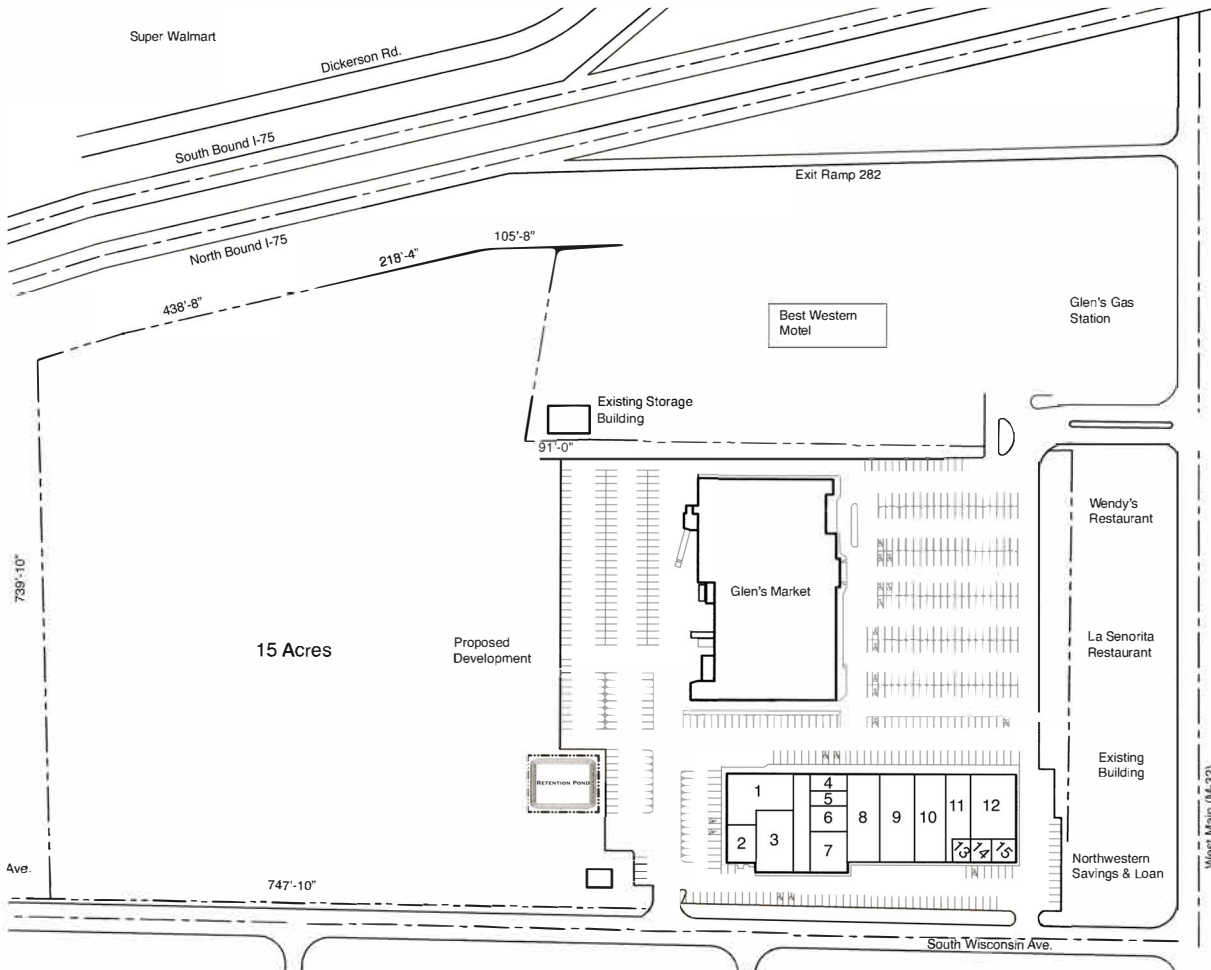 Super Walmart
Dickerson Rd.
South Bound I-75
North Bound I-75
Exit Ramp 282
105'-8"
218'-4"
438'-8"
Best Western
Motel
Glen's Gas
Station
Existing Storage
Building
91'-0"
Wendy's
Restaurant
739'-10"
Glen's Market
15 Acres
Proposed
Development
La Senorita
Restaurant
Existing
Building
RETENTION POND
1
2
3
4
5
6
7
8
9
10
11
12
13
14
15
Northwestern
Savings & Loan
West Main (M-32)
Ave.
747'-10"
South Wisconsin Ave.